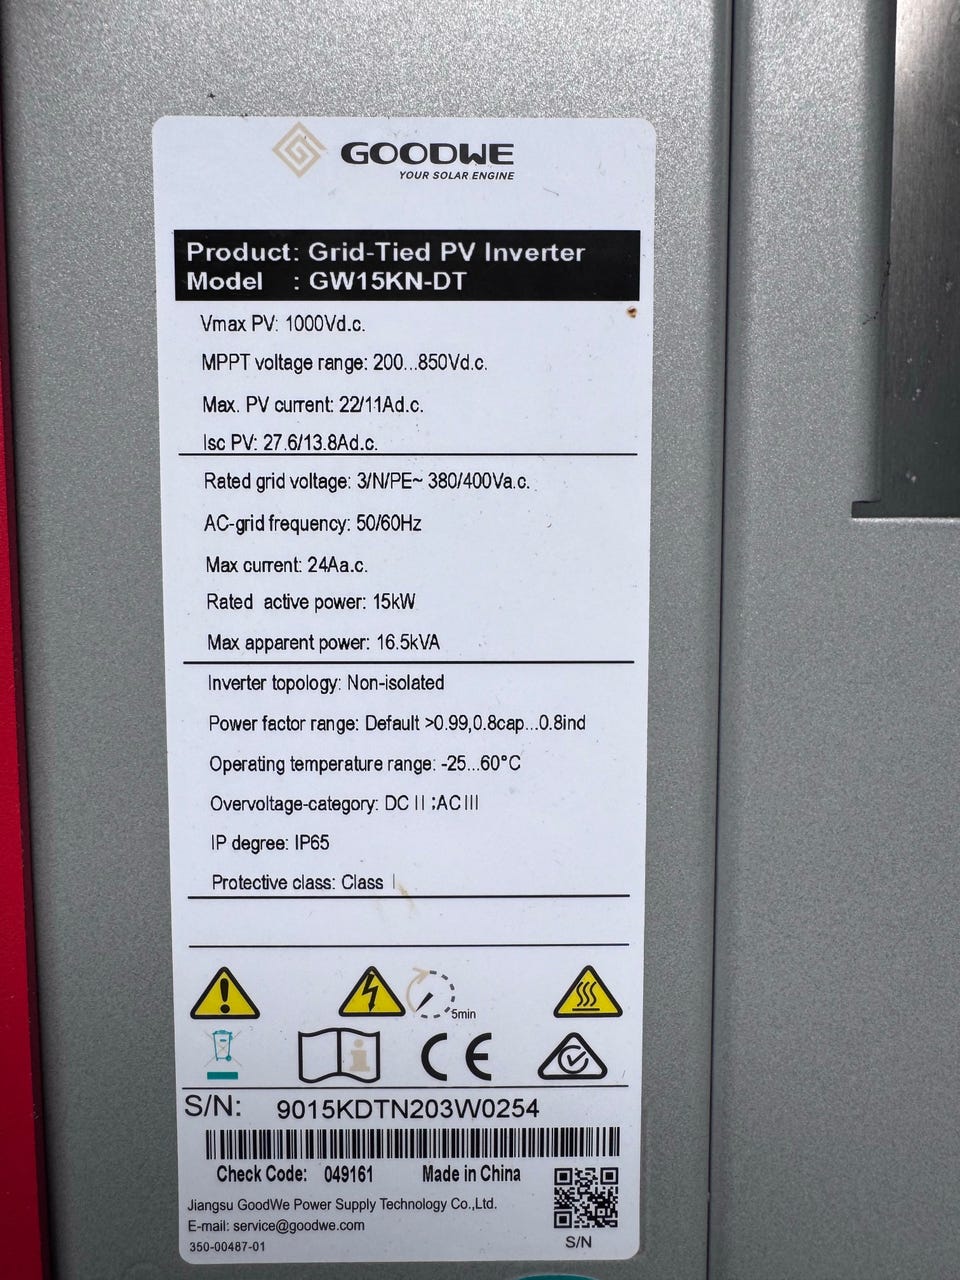 GOODWE
YOUR SOLAR ENGINE
Product: Grid-Tied PV Inverter
Model : GW15KN-DT
Vmax PV: 1000Vd.c.
MPPT voltage range: 200...850Vd.c.
Max. PV current: 22/11Ad.c.
Isc PV: 27.6/13.8Ad.c.
Rated grid voltage: 3/N/PE~ 380/400Va.c.
AC-grid frequency: 50/60Hz
Max current: 24Aa.c.
Rated active power: 15kW
Max apparent power: 16.5kVA
Inverter topology: Non-isolated
Power factor range: Default >0.99,0.8cap...0.8ind
Operating temperature range: -25...60°C
Overvoltage-category: DC II ;AC III
IP degree: IP65
Protective class: Class I
5min
CE
S/N: 9015KDTN203W0254
Check Code: 049161 Made in China
Jiangsu GoodWe Power Supply Technology Co.,Ltd.
E-mail: service@goodwe.com
350-00487-01
S/N